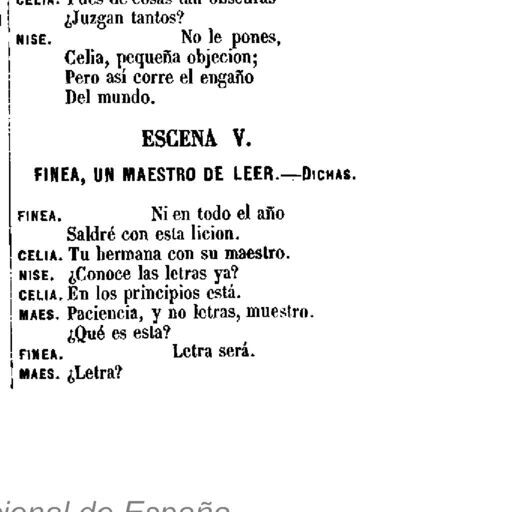 CELIA. Pues de cosas tan obscuras
¿Juzgan tantos?
NISE. No le pones,
Celia, pequeña objecion;
Pero así corre el engaño
Del mundo.
ESCENA V.
FINEA, UN MAESTRO DE LEER.—DICHAS.
FINEA. Ni en todo el año
Saldré con esta licion.
CELIA. Tu hermana con su maestro.
NISE. ¿Conoce las letras ya?
CELIA. En los principios está.
MAES. Paciencia, y no letras, muestro.
¿Qué es esta?
FINEA. Letra será.
MAES. ¿Letra?
cional de España